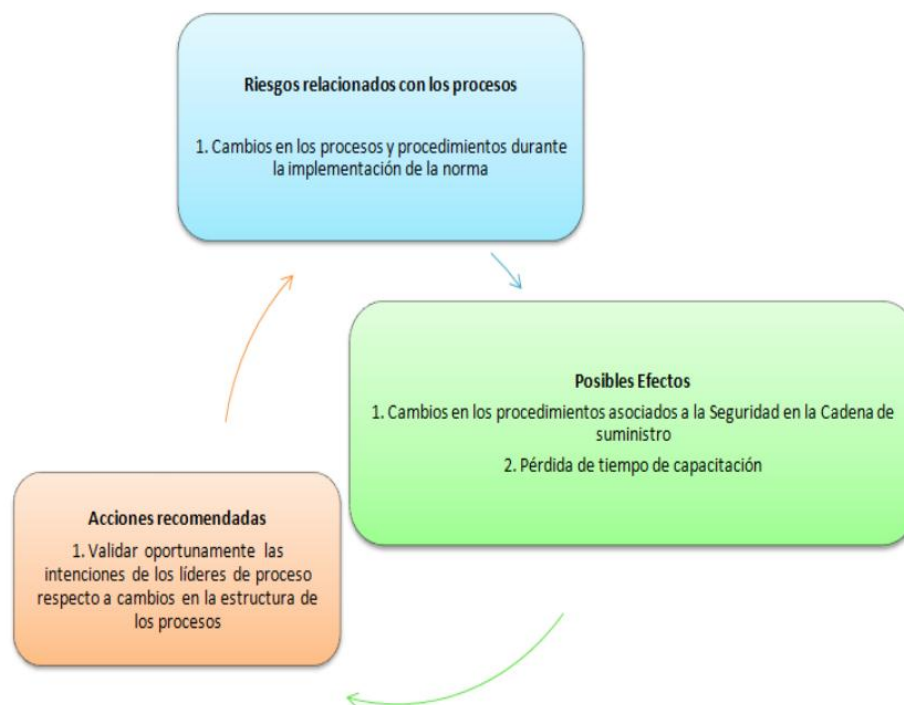 Riesgos relacionados con los procesos
1. Cambios en los procesos y procedimientos durante
la implementación de la norma
Posibles Efectos
1. Cambios en los procedimientos asociados a la Seguridad en la Cadena de
suministro
2. Pérdida de tiempo de capacitación
Acciones recomendadas
1. Validar oportunamente las
intenciones de los líderes de proceso
respecto a cambios en la estructura de
los procesos